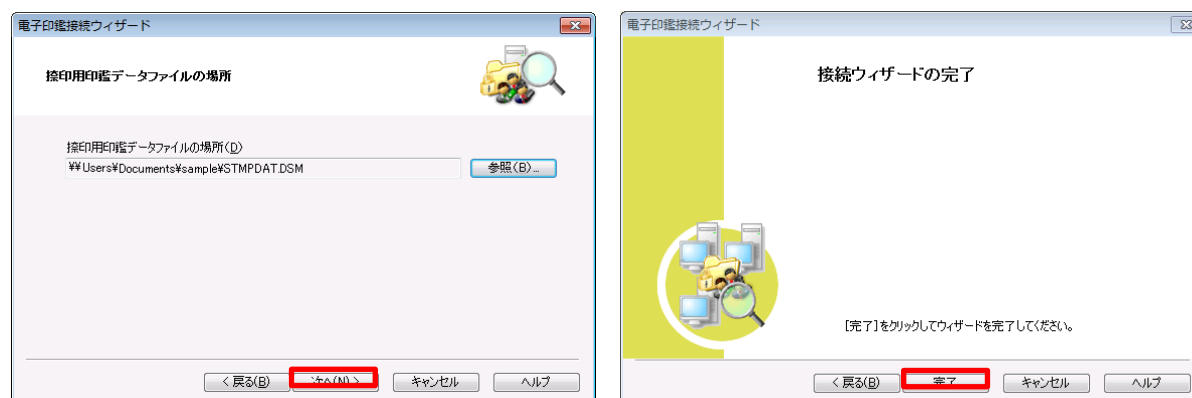 電子印鑑接続ウィザード
捺印用印鑑データファイルの場所
捺印用印鑑データファイルの場所(D)
¥¥Users¥Documents¥sample¥STMPDAT.DSM
参照(B)...
< 戻る(B)
次へ(N) >
キャンセル
ヘルプ
電子印鑑接続ウィザード
接続ウィザードの完了
[完了]をクリックしてウィザードを完了してください。
< 戻る(B)
完了
キャンセル
ヘルプ